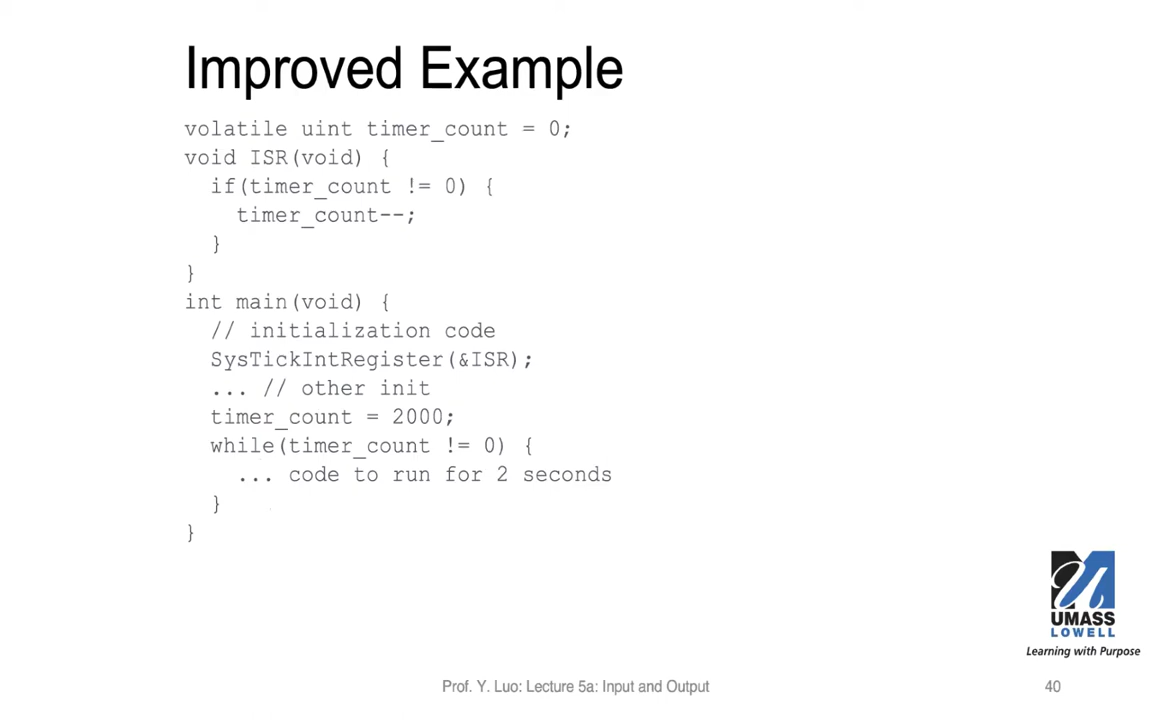 Improved Example
volatile uint timer_count = 0;
void ISR(void) {
  if(timer_count != 0) {
    timer_count--;
  }
}
int main(void) {
  // initialization code
  SysTickIntRegister(&ISR);
  ... // other init
  timer_count = 2000;
  while(timer_count != 0) {
    ... code to run for 2 seconds
  }
}
UMASS
LOWELL
Learning with Purpose
Prof. Y. Luo: Lecture 5a: Input and Output
40